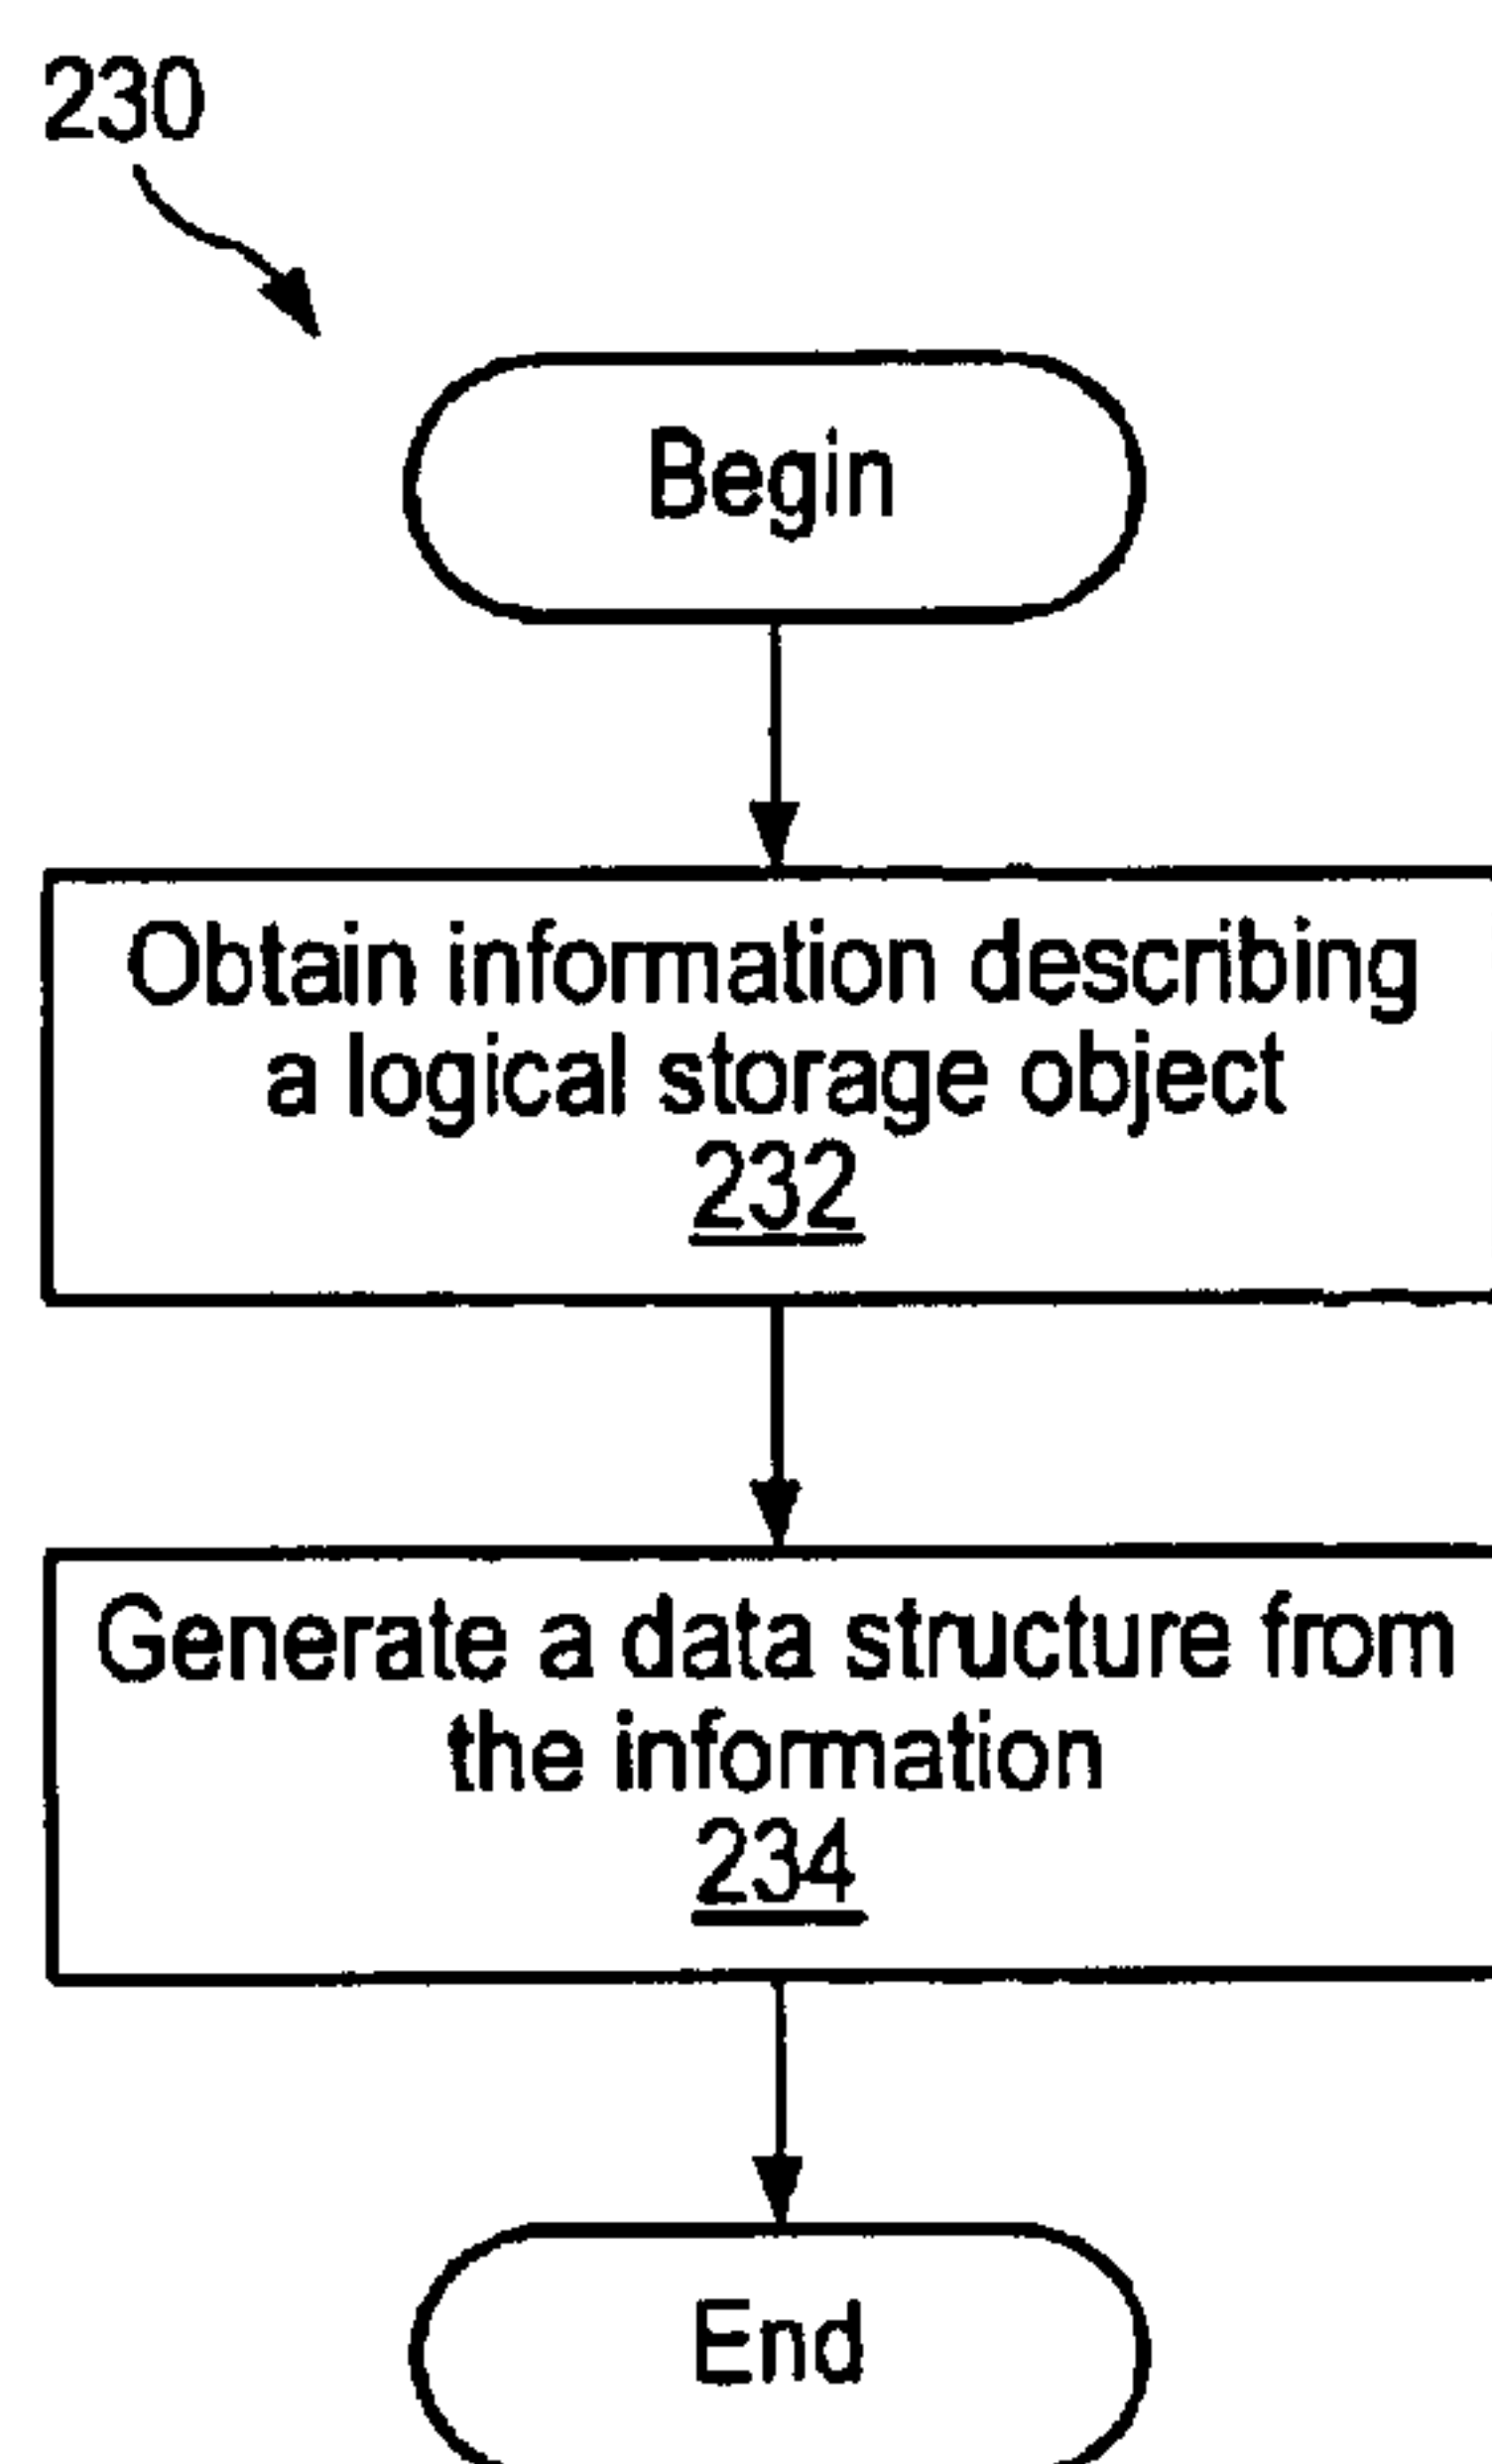 230
Begin
Obtain information describing
a logical storage object
232
Generate a data structure from
the information
234
End